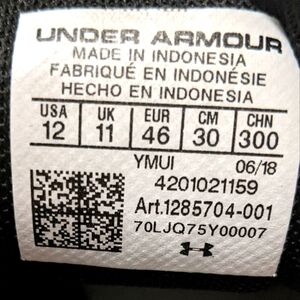 UNDER ARMOUR
MADE IN INDONESIA
FABRIQUÉ EN INDONÉSIE
HECHO EN INDONESIA
USA UK EUR CM CHN
12 11 46 30 300
YMUI 06/18
4201021159
Art.1285704-001
70LJQ75Y00007